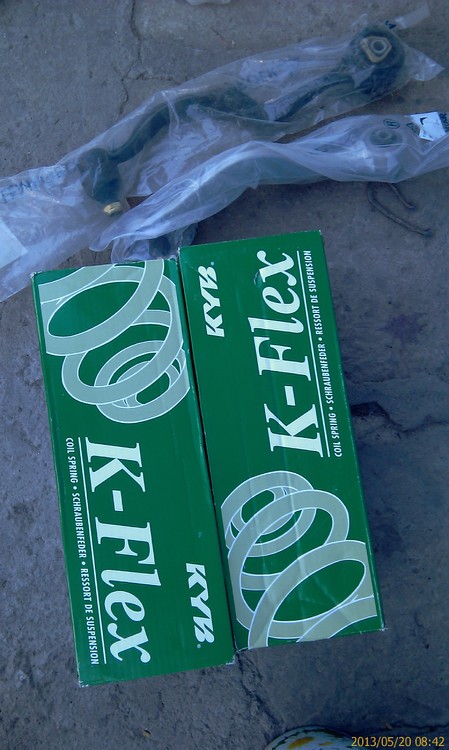 KYB
K-Flex
COIL SPRING • SCHRAUBENFEDER • RESSORT DE SUSPENSION
K-Flex
COIL SPRING • SCHRAUBENFEDER • RESSORT DE SUSPENSION
KYB
2013/05/20 08:42